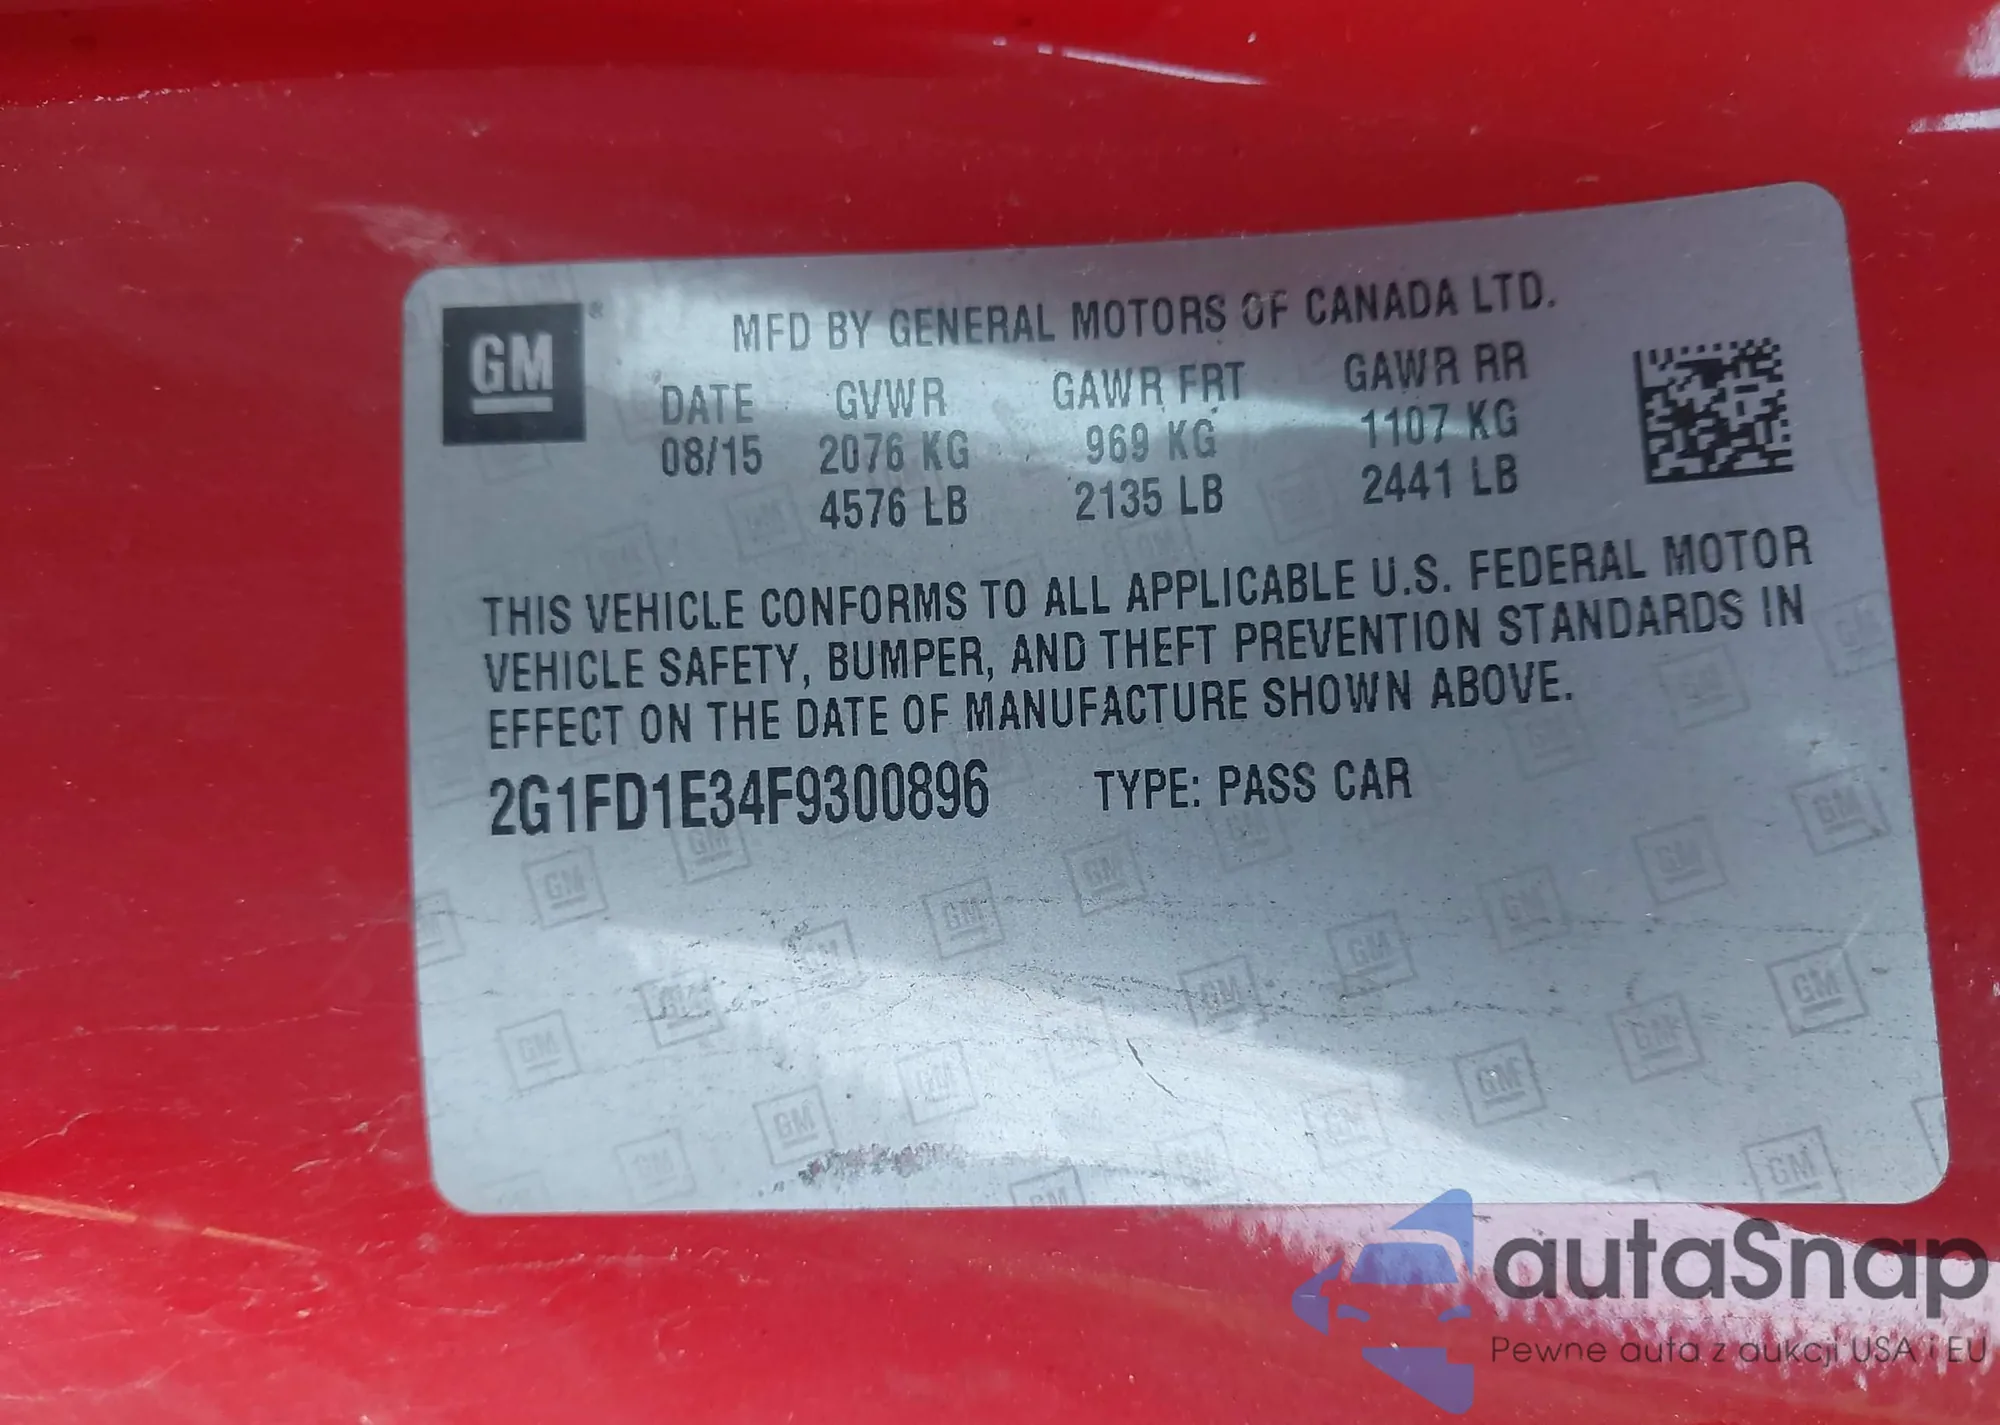 GM ®
MFD BY GENERAL MOTORS OF CANADA LTD.
DATE GVWR GAWR FRT GAWR RR
08/15 2076 KG 969 KG 1107 KG
4576 LB 2135 LB 2441 LB
THIS VEHICLE CONFORMS TO ALL APPLICABLE U.S. FEDERAL MOTOR
VEHICLE SAFETY, BUMPER, AND THEFT PREVENTION STANDARDS IN
EFFECT ON THE DATE OF MANUFACTURE SHOWN ABOVE.
2G1FD1E34F9300896 TYPE: PASS CAR
autaSnap
Pewne auta z aukcji USA i EU